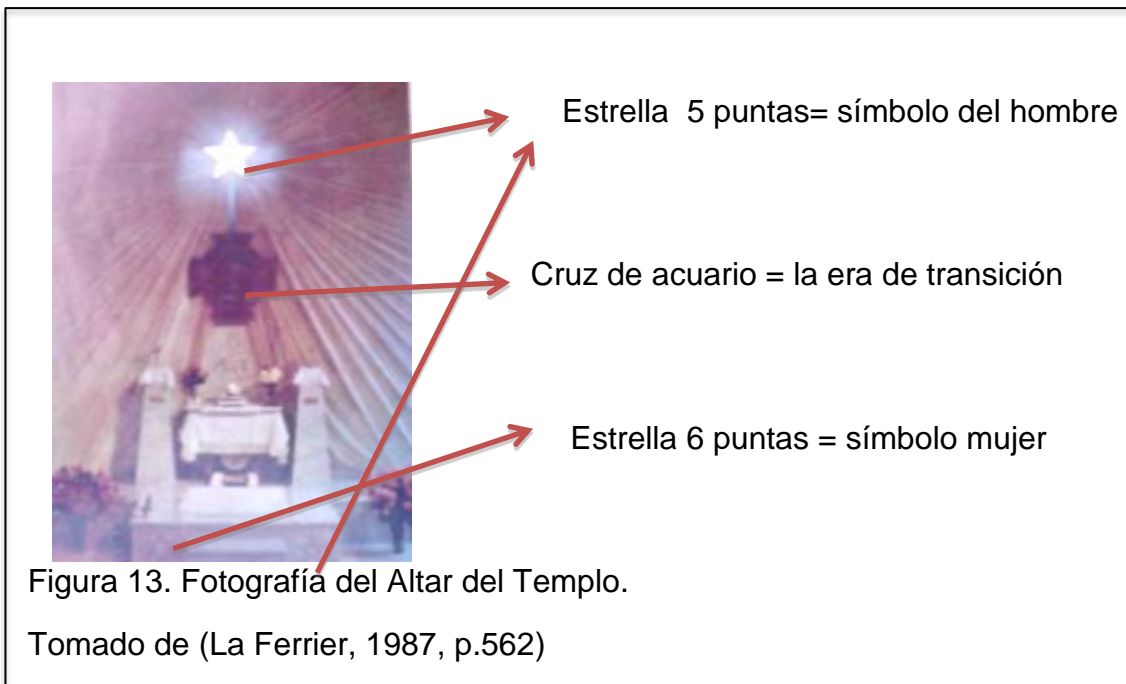 Estrella 5 puntas= símbolo del hombre
Cruz de acuario = la era de transición
Estrella 6 puntas = símbolo mujer
Figura 13. Fotografía del Altar del Templo.
Tomado de (La Ferrier, 1987, p.562)